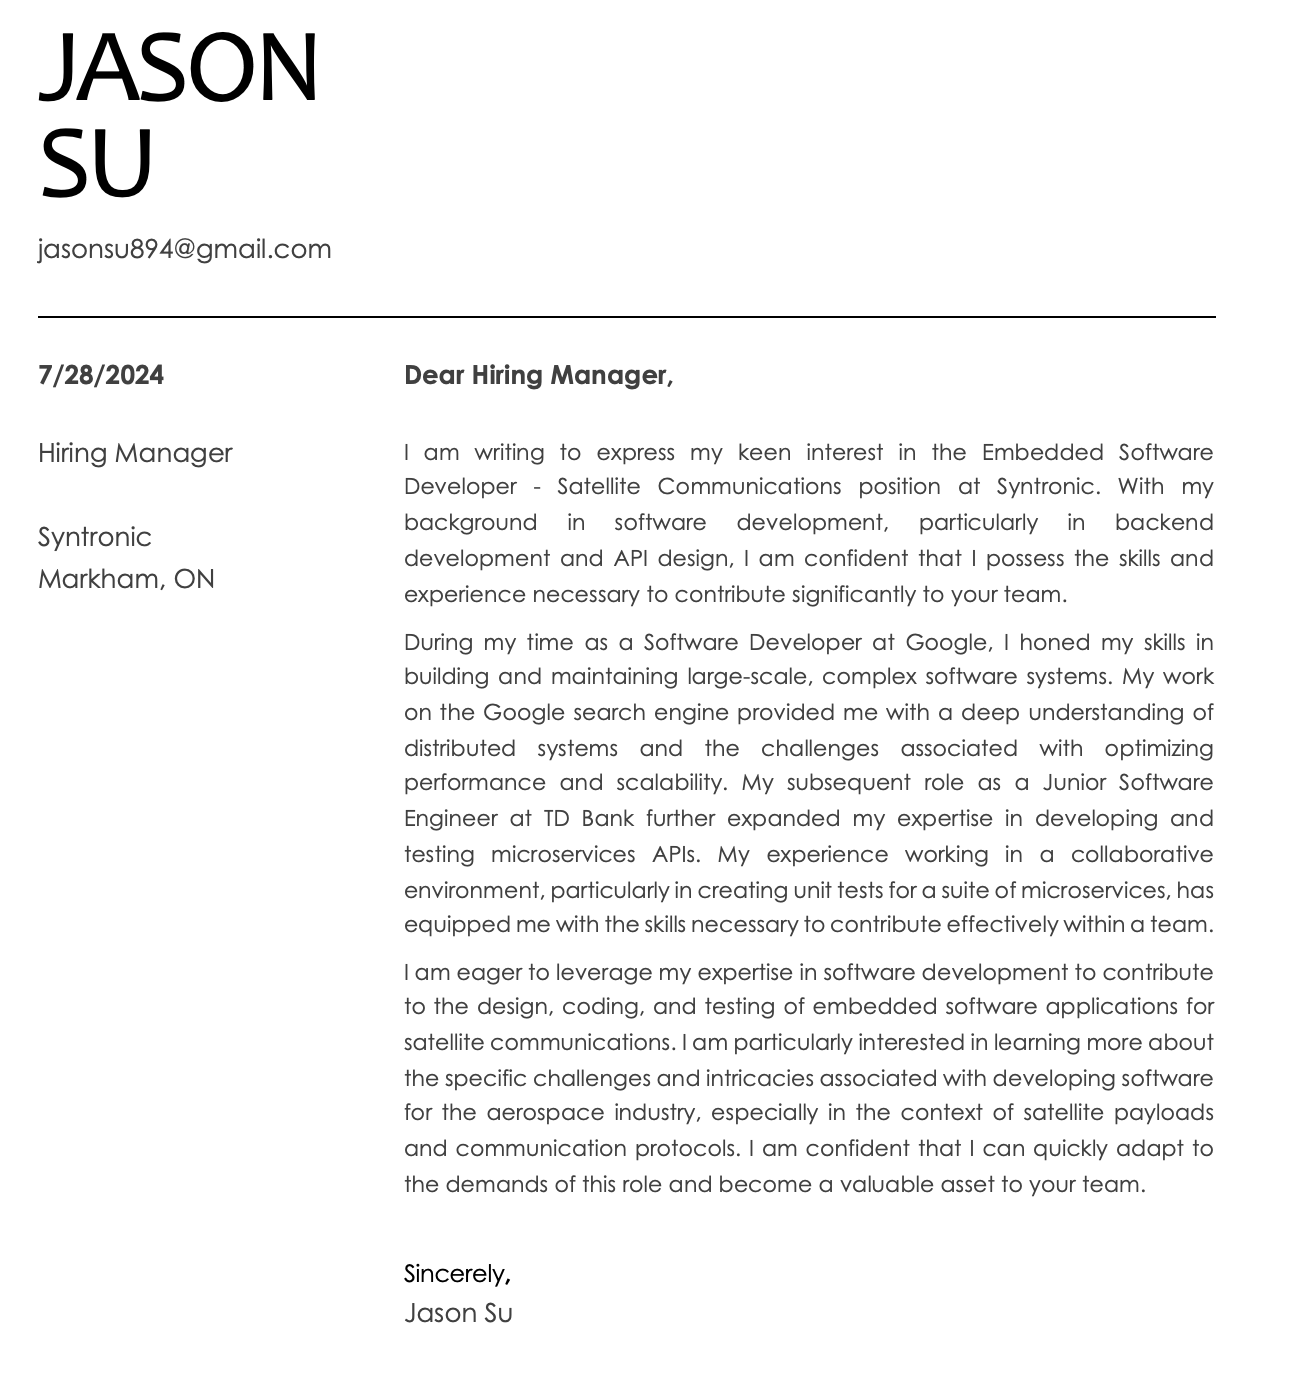 JASON
SU
jasonsu894@gmail.com
7/28/2024
Hiring Manager
Syntronic
Markham, ON
Dear Hiring Manager,
I am writing to express my keen interest in the Embedded Software
Developer - Satellite Communications position at Syntronic. With my
background in software development, particularly in backend
development and API design, I am confident that I possess the skills and
experience necessary to contribute significantly to your team.
During my time as a Software Developer at Google, I honed my skills in
building and maintaining large-scale, complex software systems. My work
on the Google search engine provided me with a deep understanding of
distributed systems and the challenges associated with optimizing
performance and scalability. My subsequent role as a Junior Software
Engineer at TD Bank further expanded my expertise in developing and
testing microservices APIs. My experience working in a collaborative
environment, particularly in creating unit tests for a suite of microservices, has
equipped me with the skills necessary to contribute effectively within a team.
I am eager to leverage my expertise in software development to contribute
to the design, coding, and testing of embedded software applications for
satellite communications. I am particularly interested in learning more about
the specific challenges and intricacies associated with developing software
for the aerospace industry, especially in the context of satellite payloads
and communication protocols. I am confident that I can quickly adapt to
the demands of this role and become a valuable asset to your team.
Sincerely,
Jason Su